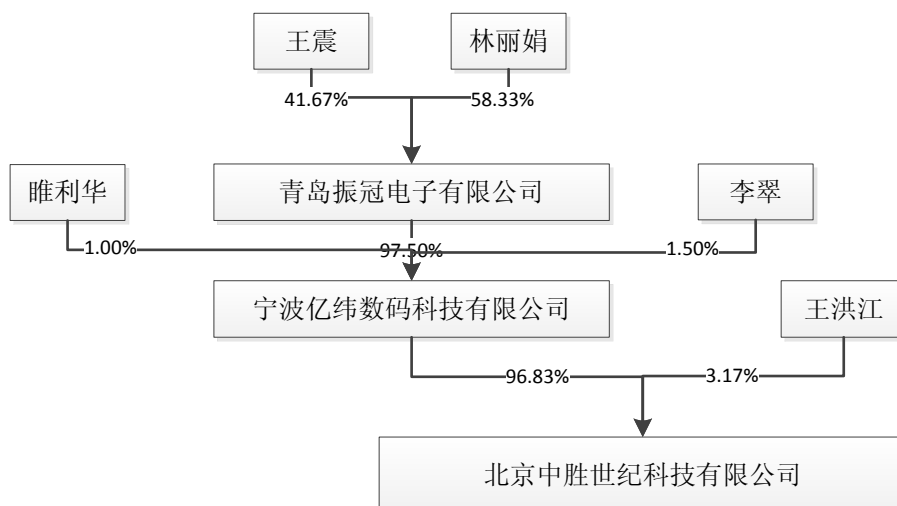 王震
林丽娟
41.67%
58.33%
睢利华
青岛振冠电子有限公司
李翠
1.00%
97.50%
1.50%
宁波亿纬数码科技有限公司
王洪江
96.83%
3.17%
北京中胜世纪科技有限公司